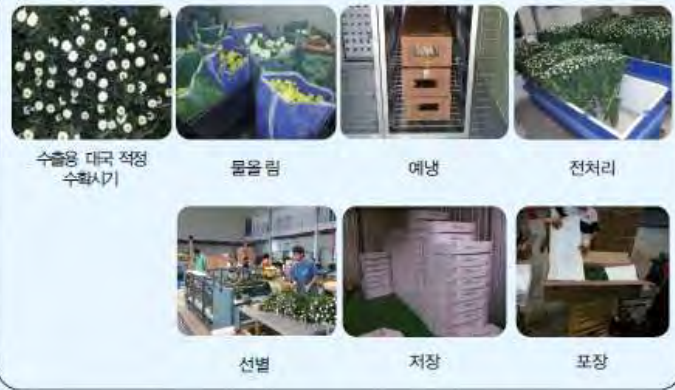 수출용 대국 적정
수확시기
물올림
예냉
전처리
선별
저장
포장